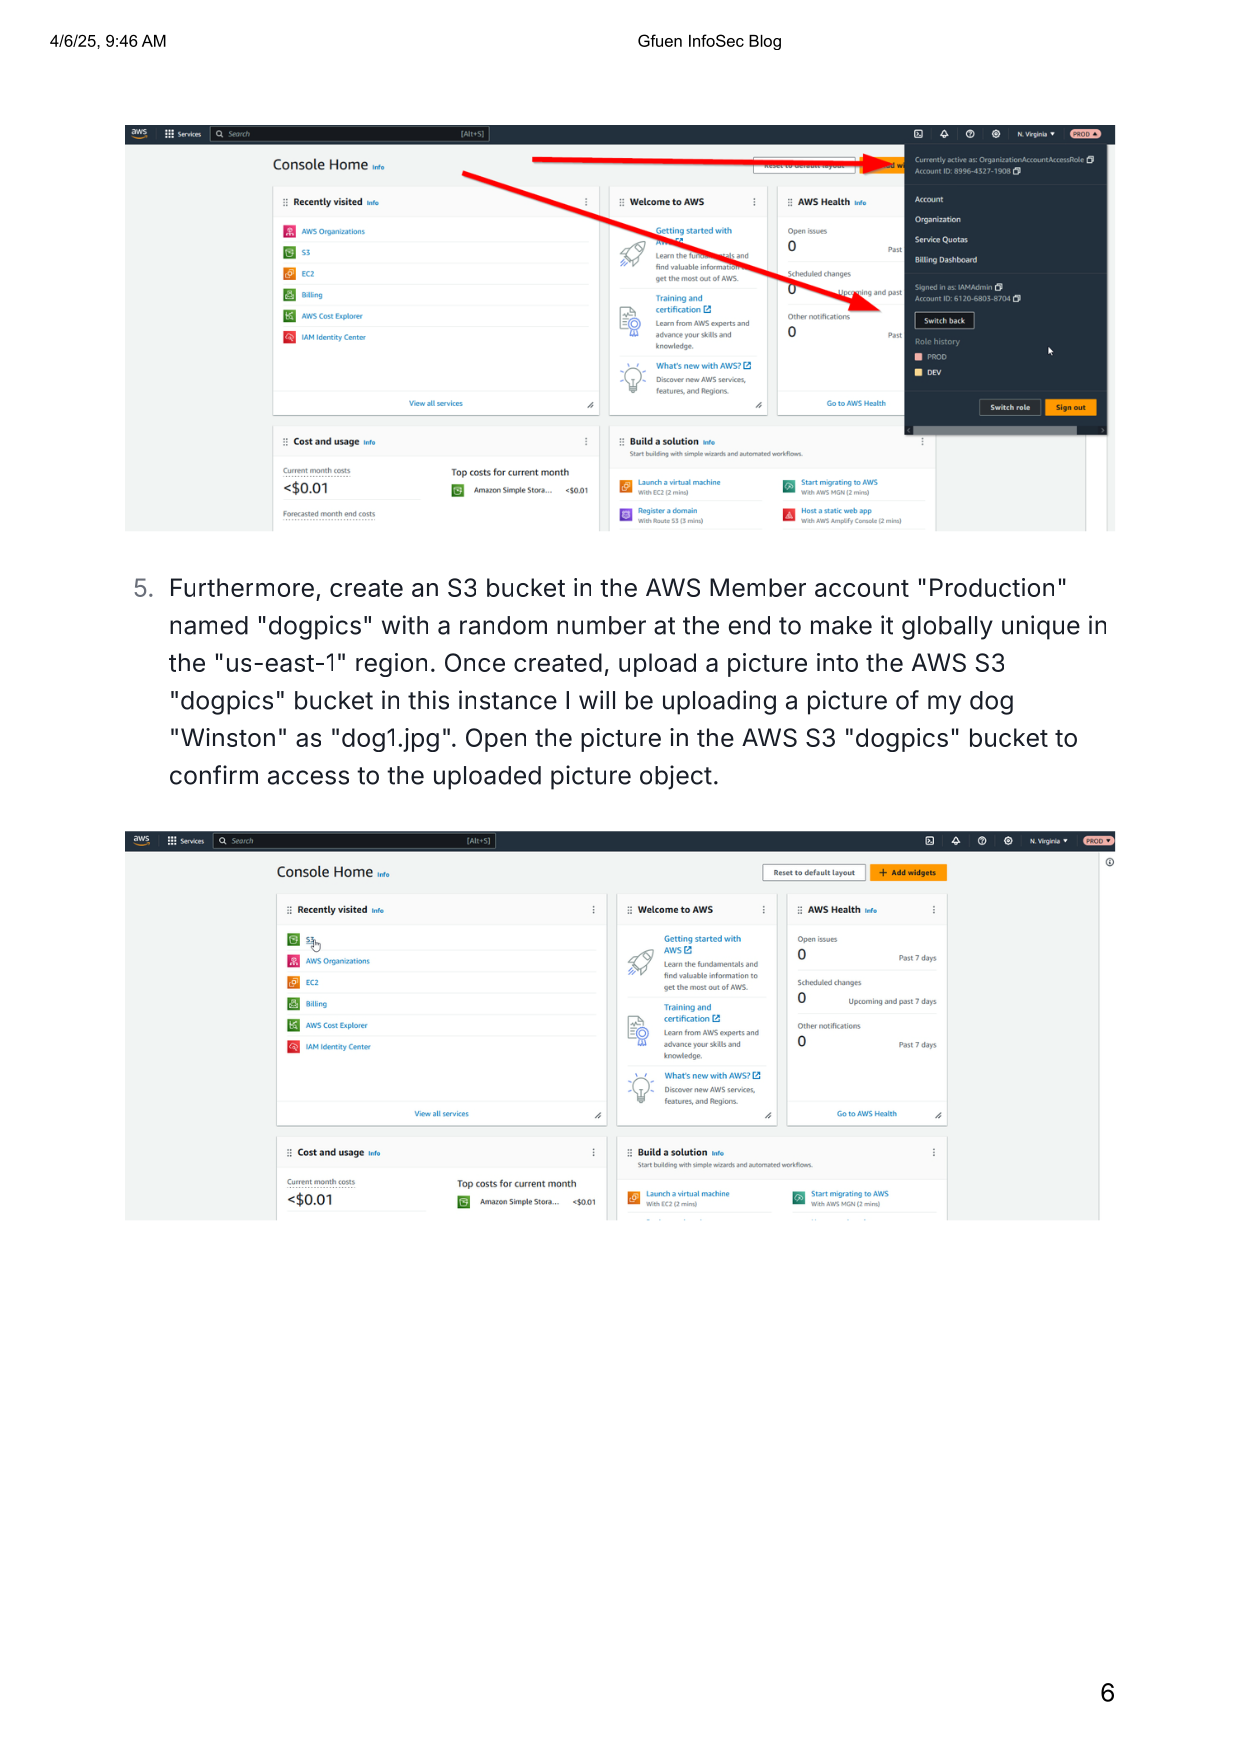 4/6/25, 9:46 AM
Gfuen InfoSec Blog
aws Services Search [Alt+S] N. Virginia PROD
Console Home Info
Currently active as: OrganizationAccountAccessRole
Account ID: 8996-4327-1908
Account
Organization
Service Quotas
Billing Dashboard
Signed in as: IAMAdmin
Account ID: 6120-6803-8704
Switch back
Role history
PROD
DEV
Switch role Sign out
Recently visited Info
AWS Organizations
S3
EC2
Billing
AWS Cost Explorer
IAM Identity Center
View all services
Welcome to AWS
Getting started with
AWS
Learn the fundamentals and
find valuable information to
get the most out of AWS.
Training and
certification
Learn from AWS experts and
advance your skills and
knowledge.
What's new with AWS?
Discover new AWS services,
features, and Regions.
AWS Health Info
Open issues
0 Past
Scheduled changes
0 Upcoming and past
Other notifications
0 Past
Go to AWS Health
Cost and usage Info
Current month costs
<$0.01
Forecasted month end costs
Top costs for current month
Amazon Simple Stora... <$0.01
Build a solution Info
Start building with simple wizards and automated workflows.
Launch a virtual machine
With EC2 (2 mins)
Start migrating to AWS
With AWS MGN (2 mins)
Register a domain
With Route 53 (3 mins)
Host a static web app
With AWS Amplify Console (2 mins)
5. Furthermore, create an S3 bucket in the AWS Member account "Production"
named "dogpics" with a random number at the end to make it globally unique in
the "us-east-1" region. Once created, upload a picture into the AWS S3
"dogpics" bucket in this instance I will be uploading a picture of my dog
"Winston" as "dog1.jpg". Open the picture in the AWS S3 "dogpics" bucket to
confirm access to the uploaded picture object.
aws Services Search [Alt+S] N. Virginia PROD
Console Home Info
Reset to default layout + Add widgets
Recently visited Info
S3
AWS Organizations
EC2
Billing
AWS Cost Explorer
IAM Identity Center
View all services
Welcome to AWS
Getting started with
AWS
Learn the fundamentals and
find valuable information to
get the most out of AWS.
Training and
certification
Learn from AWS experts and
advance your skills and
knowledge.
What's new with AWS?
Discover new AWS services,
features, and Regions.
AWS Health Info
Open issues
0 Past 7 days
Scheduled changes
0 Upcoming and past 7 days
Other notifications
0 Past 7 days
Go to AWS Health
Cost and usage Info
Current month costs
<$0.01
Top costs for current month
Amazon Simple Stora... <$0.01
Build a solution Info
Start building with simple wizards and automated workflows.
Launch a virtual machine
With EC2 (2 mins)
Start migrating to AWS
With AWS MGN (2 mins)
6